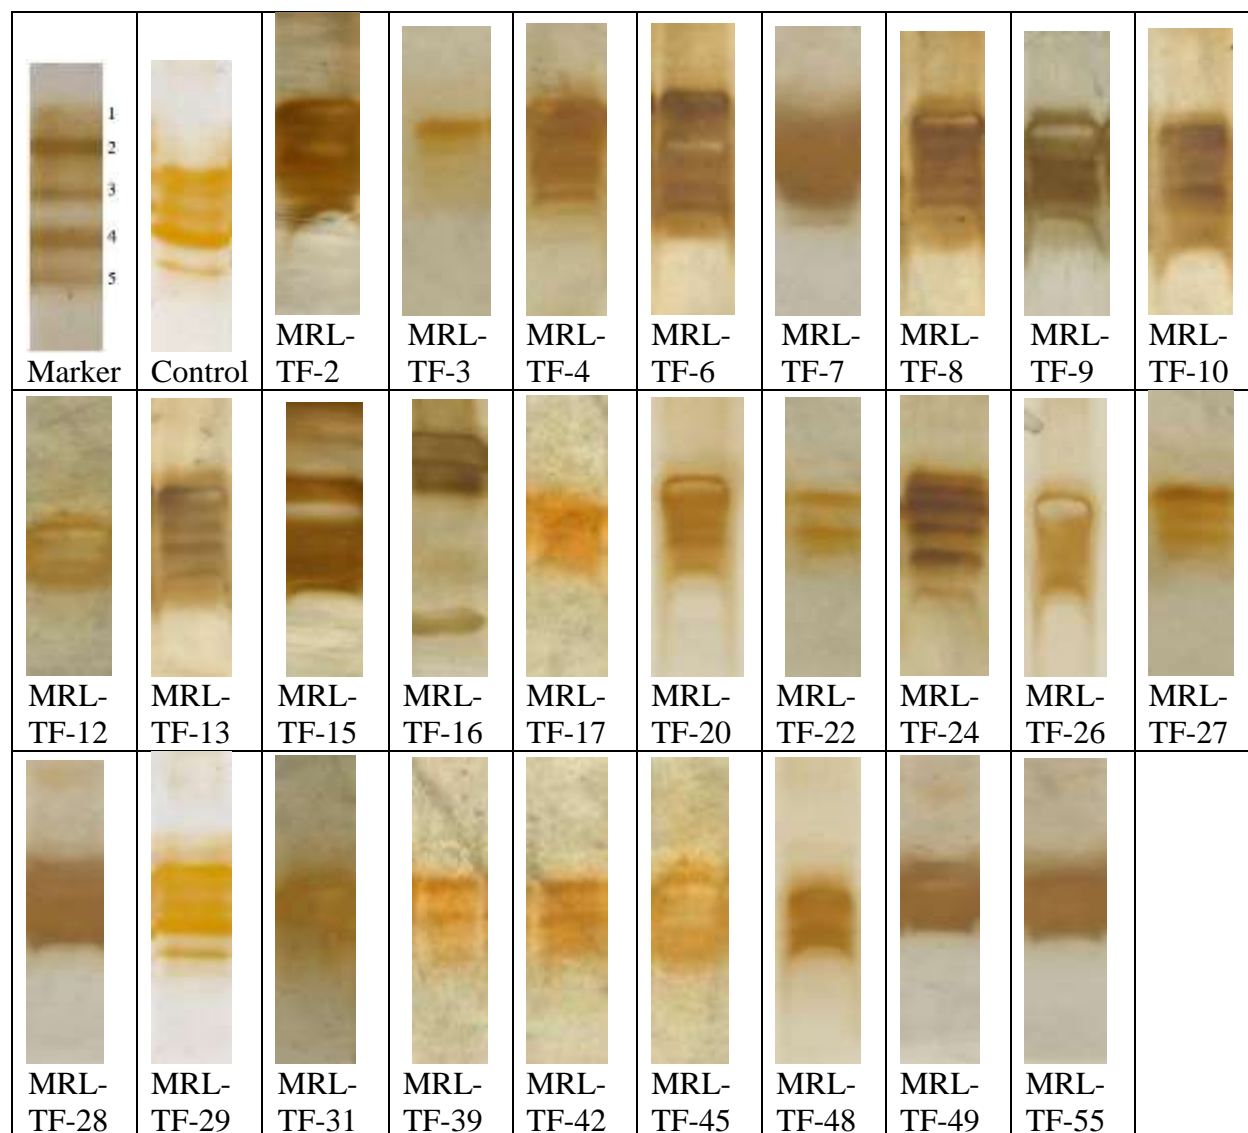 1
2
3
4
5
Marker
Control
MRL-
TF-2
MRL-
TF-3
MRL-
TF-4
MRL-
TF-6
MRL-
TF-7
MRL-
TF-8
MRL-
TF-9
MRL-
TF-10
MRL-
TF-12
MRL-
TF-13
MRL-
TF-15
MRL-
TF-16
MRL-
TF-17
MRL-
TF-20
MRL-
TF-22
MRL-
TF-24
MRL-
TF-26
MRL-
TF-27
MRL-
TF-28
MRL-
TF-29
MRL-
TF-31
MRL-
TF-39
MRL-
TF-42
MRL-
TF-45
MRL-
TF-48
MRL-
TF-49
MRL-
TF-55